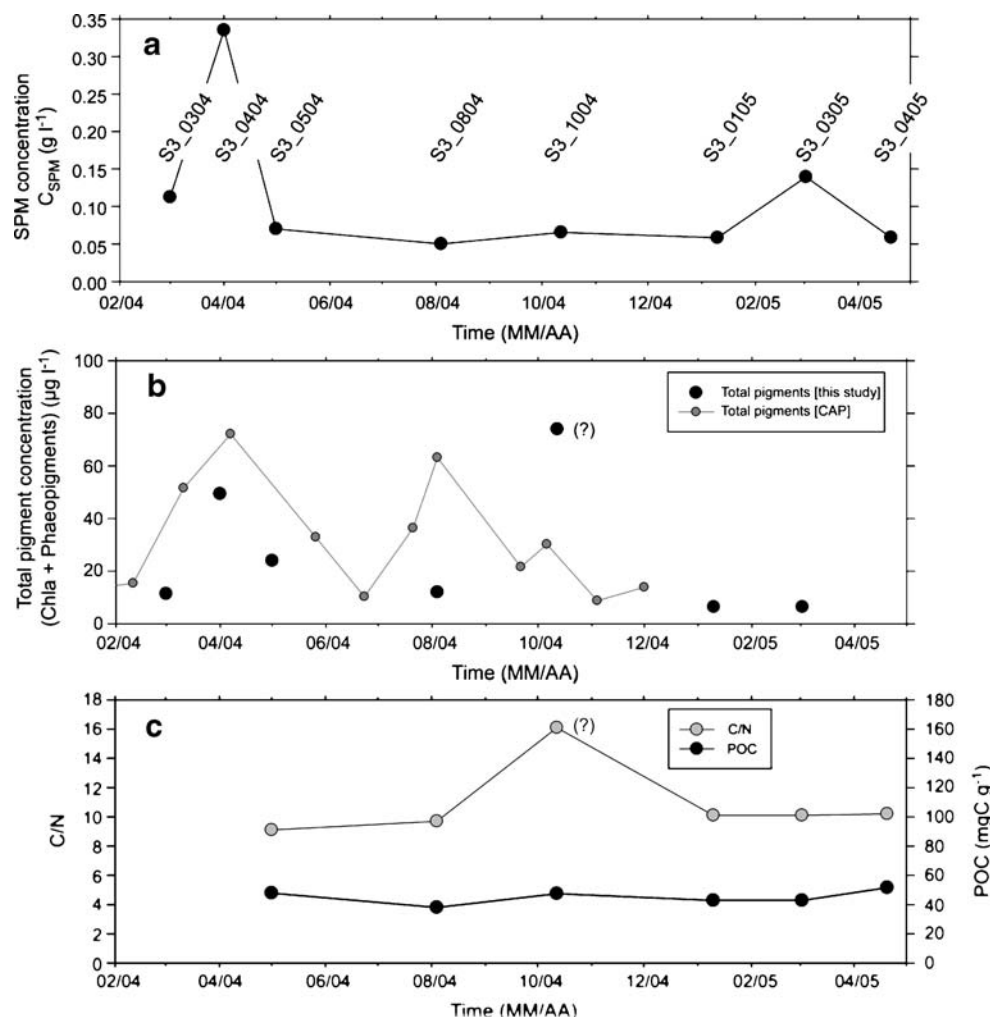 a
SPM concentration
C_SPM (g l⁻¹)
0.35
0.30
0.25
0.20
0.15
0.10
0.05
0.00
S3_0304
S3_0404
S3_0504
S3_0804
S3_1004
S3_0105
S3_0305
S3_0405
02/04 04/04 06/04 08/04 10/04 12/04 02/05 04/05
Time (MM/AA)
b
Total pigment concentration
(Chla + Phaeopigments) (µg l⁻¹)
100
80
60
40
20
0
Total pigments [this study]
Total pigments [CAP]
(?)
02/04 04/04 06/04 08/04 10/04 12/04 02/05 04/05
Time (MM/AA)
c
C/N
18
16
14
12
10
8
6
4
2
0
(?)
C/N
POC
180
160
140
120
100
80
60
40
20
0
POC (mgC g⁻¹)
02/04 04/04 06/04 08/04 10/04 12/04 02/05 04/05
Time (MM/AA)